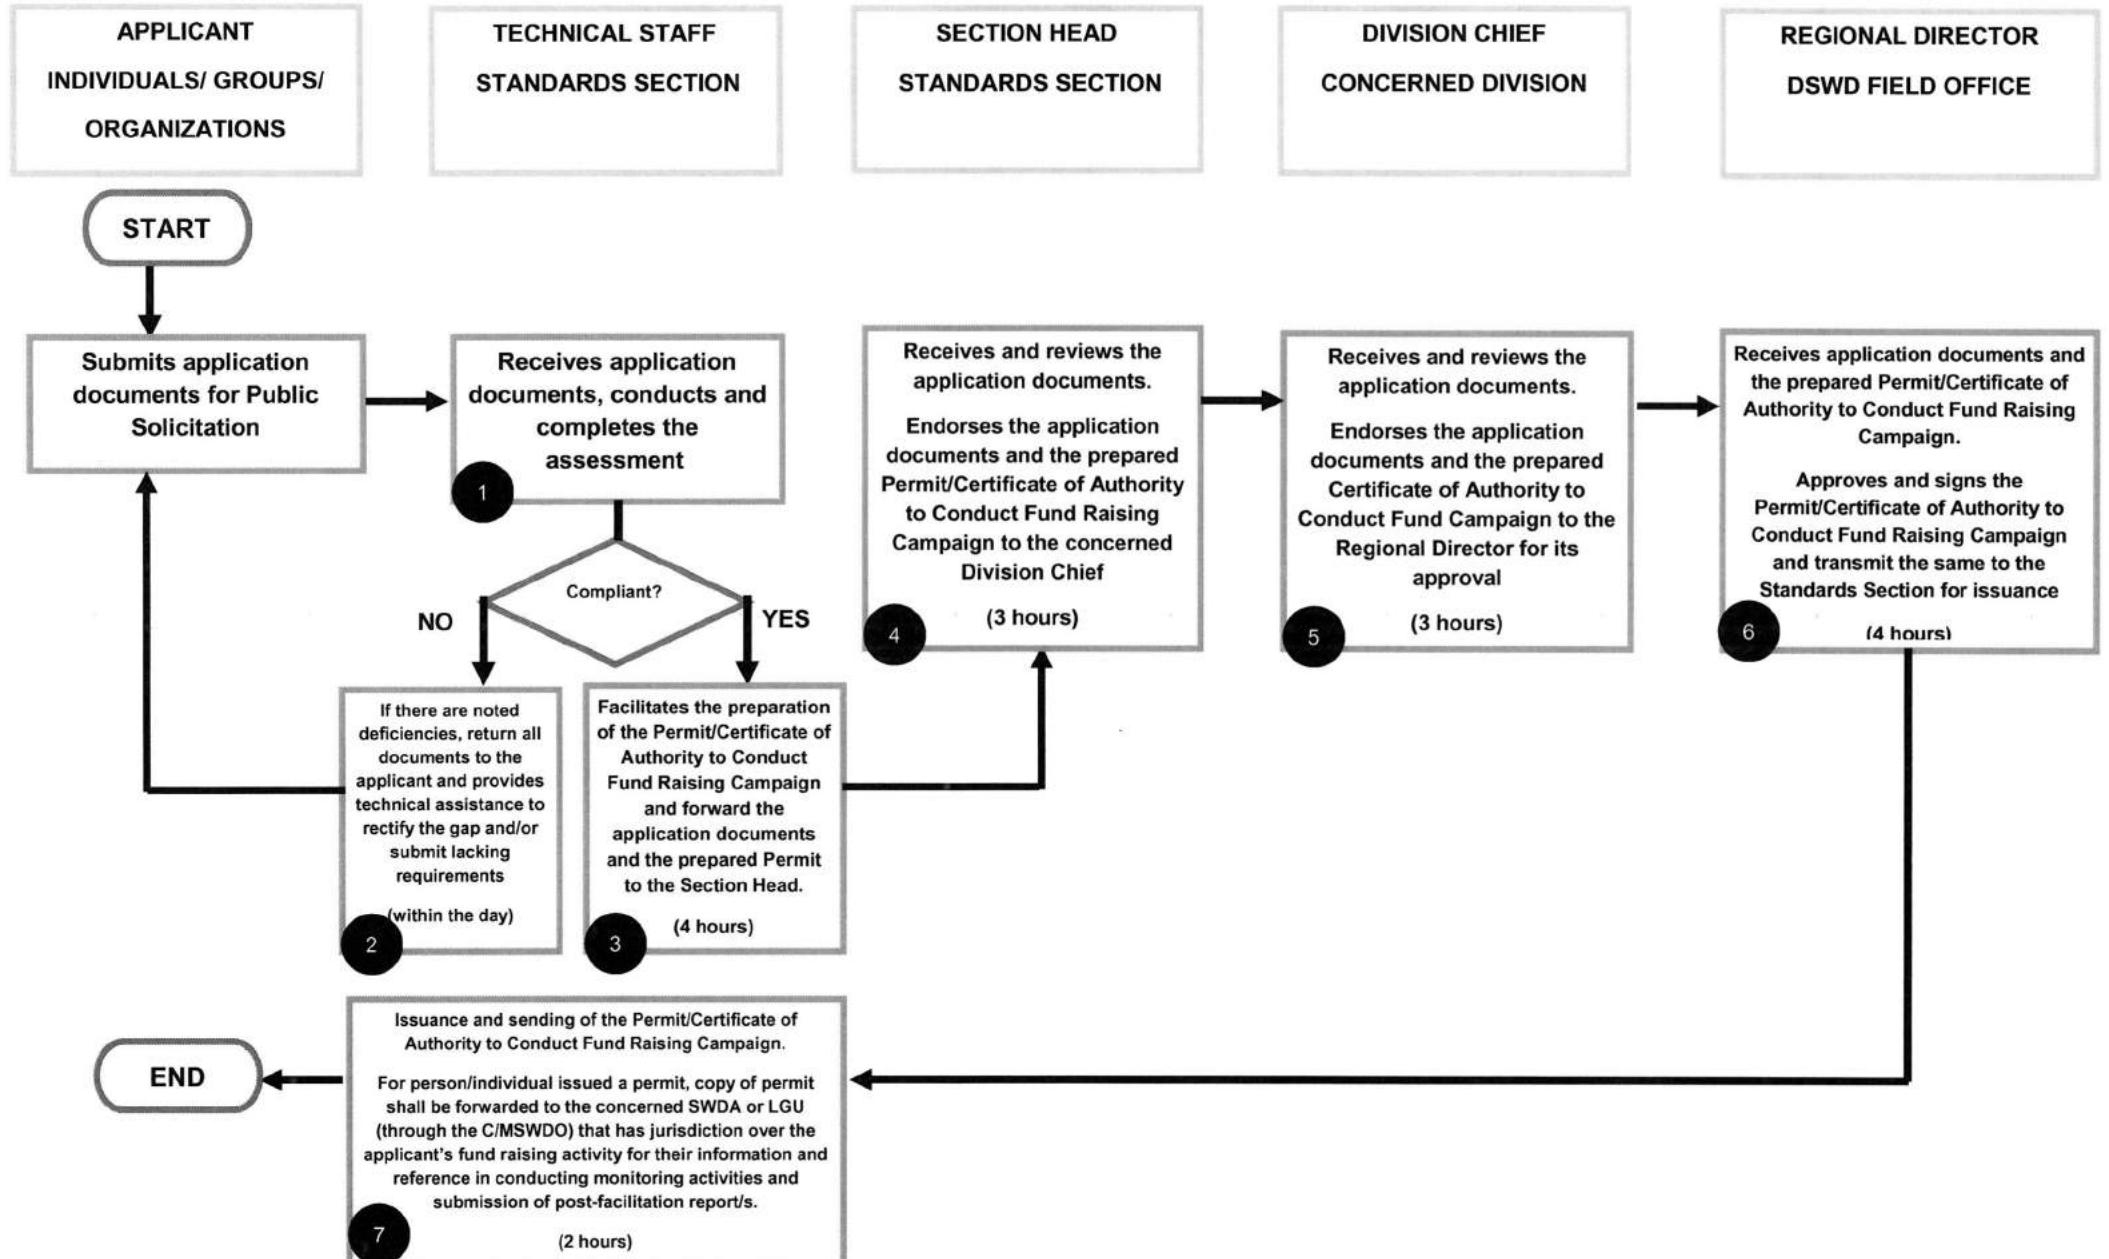 APPLICANT
INDIVIDUALS/ GROUPS/
ORGANIZATIONS
TECHNICAL STAFF
STANDARDS SECTION
SECTION HEAD
STANDARDS SECTION
DIVISION CHIEF
CONCERNED DIVISION
REGIONAL DIRECTOR
DSWD FIELD OFFICE
START
Submits application
documents for Public
Solicitation
Receives application
documents, conducts and
completes the
assessment
1
Compliant?
NO
YES
If there are noted
deficiencies, return all
documents to the
applicant and provides
technical assistance to
rectify the gap and/or
submit lacking
requirements
(within the day)
2
Facilitates the preparation
of the Permit/Certificate of
Authority to Conduct
Fund Raising Campaign
and forward the
application documents
and the prepared Permit
to the Section Head.
(4 hours)
3
Receives and reviews the
application documents.
Endorses the application
documents and the prepared
Permit/Certificate of Authority
to Conduct Fund Raising
Campaign to the concerned
Division Chief
(3 hours)
4
Receives and reviews the
application documents.
Endorses the application
documents and the prepared
Certificate of Authority to
Conduct Fund Campaign to the
Regional Director for its
approval
(3 hours)
5
Receives application documents and
the prepared Permit/Certificate of
Authority to Conduct Fund Raising
Campaign.
Approves and signs the
Permit/Certificate of Authority to
Conduct Fund Raising Campaign
and transmit the same to the
Standards Section for issuance
(4 hours)
6
Issuance and sending of the Permit/Certificate of
Authority to Conduct Fund Raising Campaign.
For person/individual issued a permit, copy of permit
shall be forwarded to the concerned SWDA or LGU
(through the C/MSWDO) that has jurisdiction over the
applicant's fund raising activity for their information and
reference in conducting monitoring activities and
submission of post-facilitation report/s.
(2 hours)
7
END